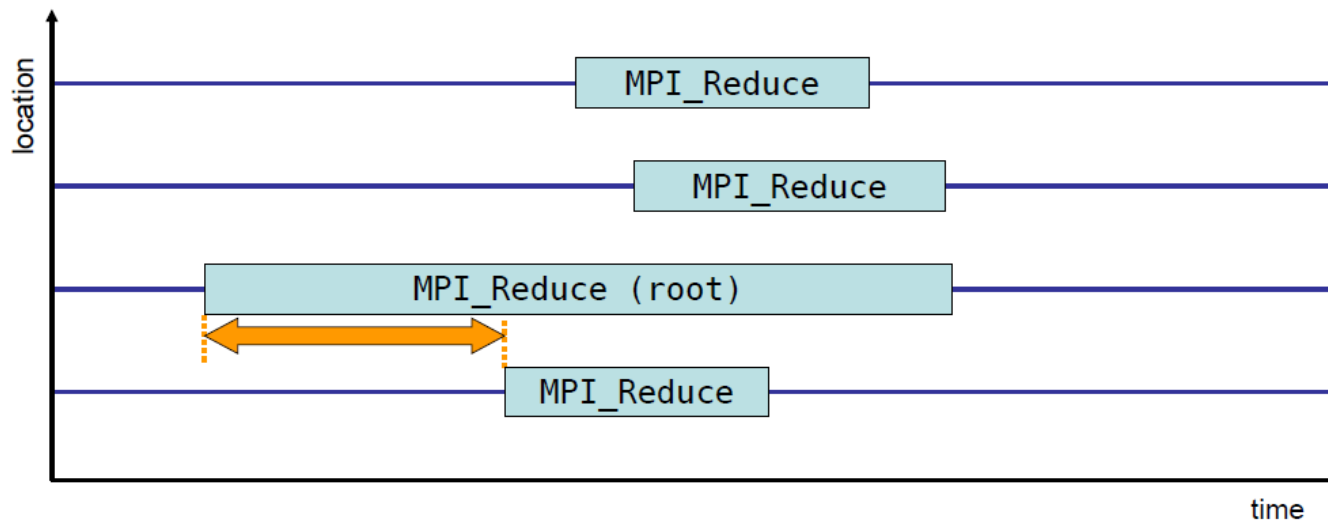 location
MPI_Reduce
MPI_Reduce
MPI_Reduce (root)
MPI_Reduce
time